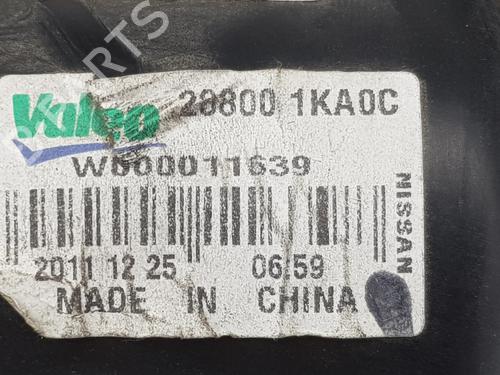 Valeo 28800 1KA0C
W000011639
2011 12 25 06:59
MADE IN CHINA
NISSAN